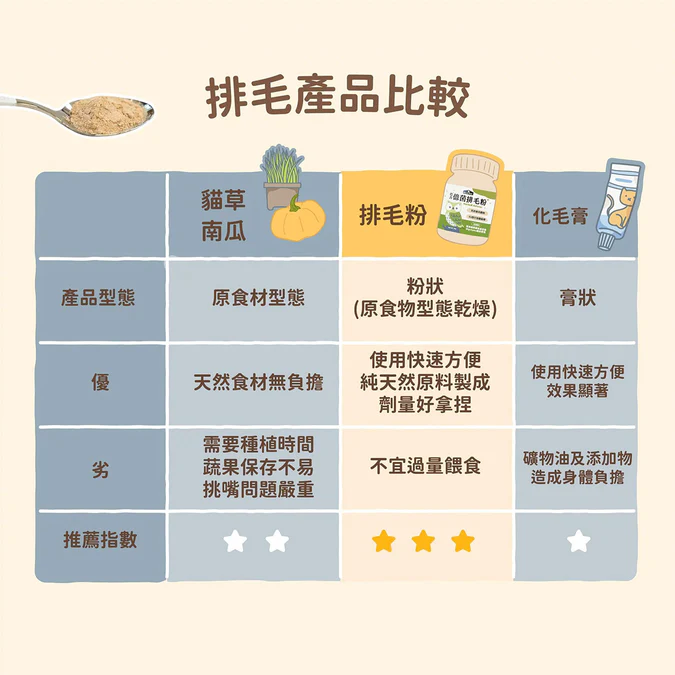 排毛產品比較
貓草
南瓜
排毛粉
化毛膏
產品型態
原食材型態
粉狀
(原食物型態乾燥)
膏狀
優
天然食材無負擔
使用快速方便
純天然原料製成
劑量好拿捏
使用快速方便
效果顯著
劣
需要種植時間
蔬果保存不易
挑嘴問題嚴重
不宜過量餵食
礦物油及添加物
造成身體負擔
推薦指數